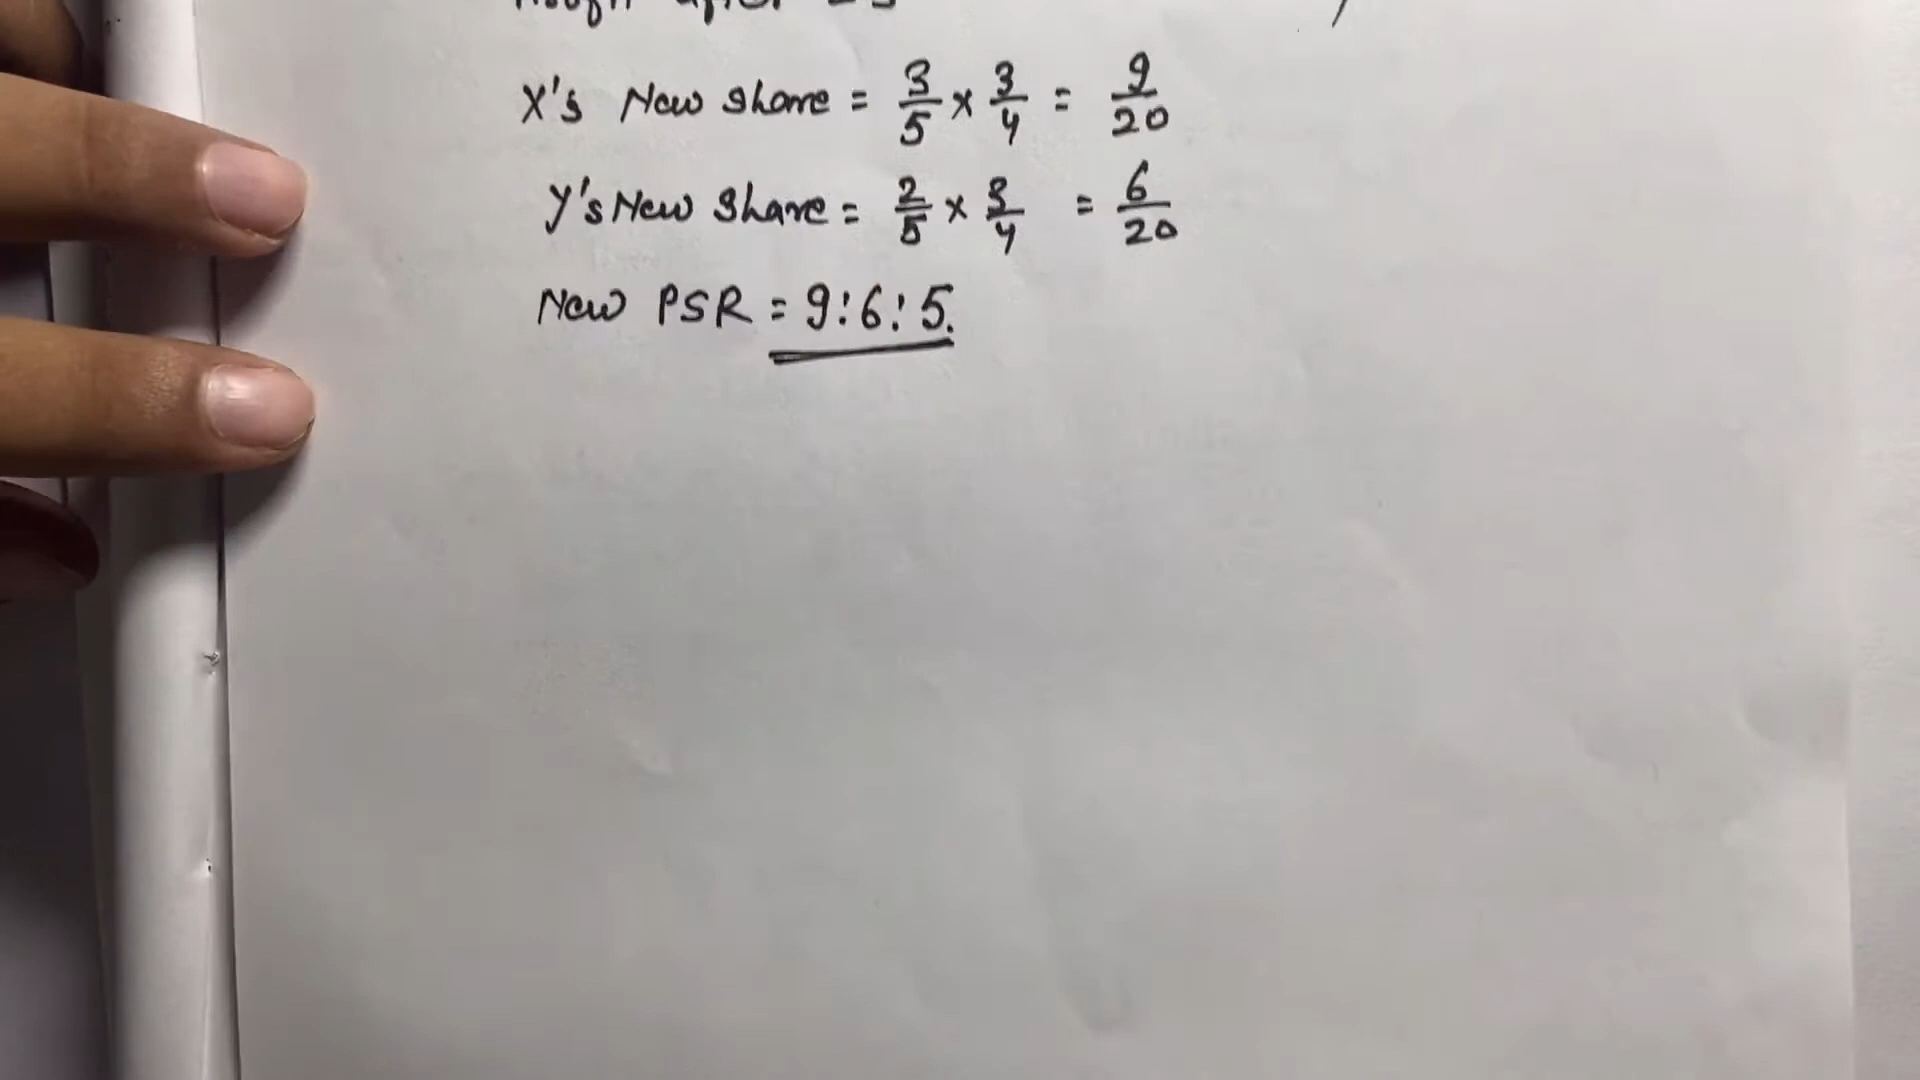 after
X's New Share = 3/5 × 3/4 = 9/20
Y's New Share = 2/5 × 3/4 = 6/20
New PSR = 9:6:5.